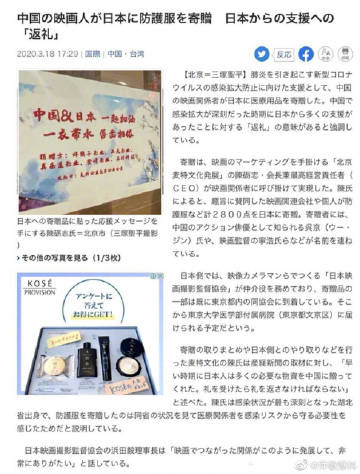 中国の映画人が日本に防護服を寄贈　日本からの支援への
「返礼」
2020.3.18 17:29｜国際｜中国・台湾
反応
中国&日本 一起加油
日本への寄贈品に貼った応援メッセージを
手にする陳砺志氏=北京市（三塚聖平撮影
）
› その他の写真を見る（1/3枚）
KOSÉ
PROVISION
アンケートに
答えて
お得にGET!
【北京=三塚聖平】肺炎を引き起こす新型コロ
ナウイルスの感染拡大防止に向けた支援として、中
国の映画関係者が日本に医療用品を寄贈した。中国
で感染拡大が深刻だった時期に日本から多くの支援
があったことに対する「返礼」の意味があると強調し
ている。
寄贈は、映画のマーケティングを手掛ける「北京
麦特文化発展」の陳砺志・会長兼最高経営責任者（C
EO）が映画関係者に呼び掛けて実現した。陳氏
によると、趣旨に賛同した映画関連会社や個人が防
護服など計2800点を日本に寄贈。寄贈者には、
中国のアクション俳優として知られる呉京（ウー・
ジン）氏や、映画監督の寧浩氏らなどが名前を連ね
ている。
日本側では、映像カメラマンらでつくる「日本映
画撮影監督協会」が仲介役を務めており、寄贈品の
一部は既に東京都内の同協会に到着している。そこ
から東京大学医学部付属病院（東京都文京区）に届
けられる予定だという。
寄贈の取りまとめや日本側とのやり取りなどを行
った麦特文化の陳氏は産経新聞の取材に対し、「早
い時期に日本人は多くの必要な物資を中国に贈って
くれた。礼を受けたら礼を返さなければならない」
と述べた。陳氏は感染状況が最も深刻となった湖北
省出身で、防護服を寄贈したのは同省の状況を見て医療関係者を感染リスクから守る必要性を
感じたためだと説明している。
日本映画撮影監督協会の浜田毅理事長は「映画でつながった関係がこのように発展して、非
常にありがたい」と話している。